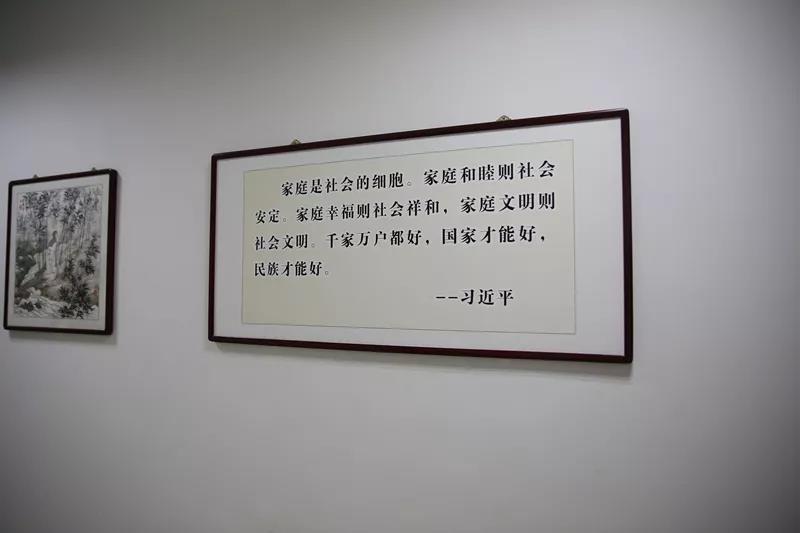 家庭是社会的细胞。家庭和睦则社会
安定。家庭幸福则社会祥和，家庭文明则
社会文明。千家万户都好，国家才能好，
民族才能好。
--习近平